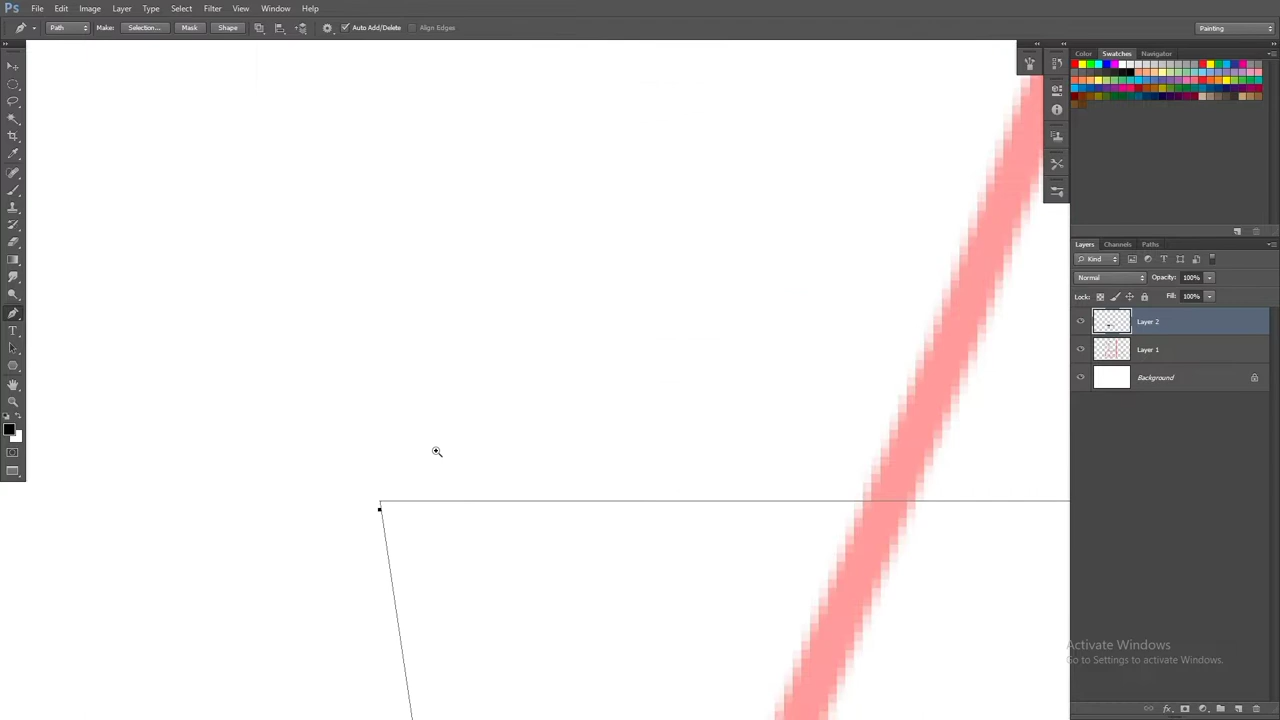 Ps File Edit Image Layer Type Select Filter View Window Help
Path Make: Selection... Mask Shape Auto Add/Delete Align Edges Painting
Color Swatches Navigator
Layers Channels Paths
Kind
Normal Opacity: 100%
Lock: Fill: 100%
Layer 2
Layer 1
Background
Activate Windows
Go to Settings to activate Windows.